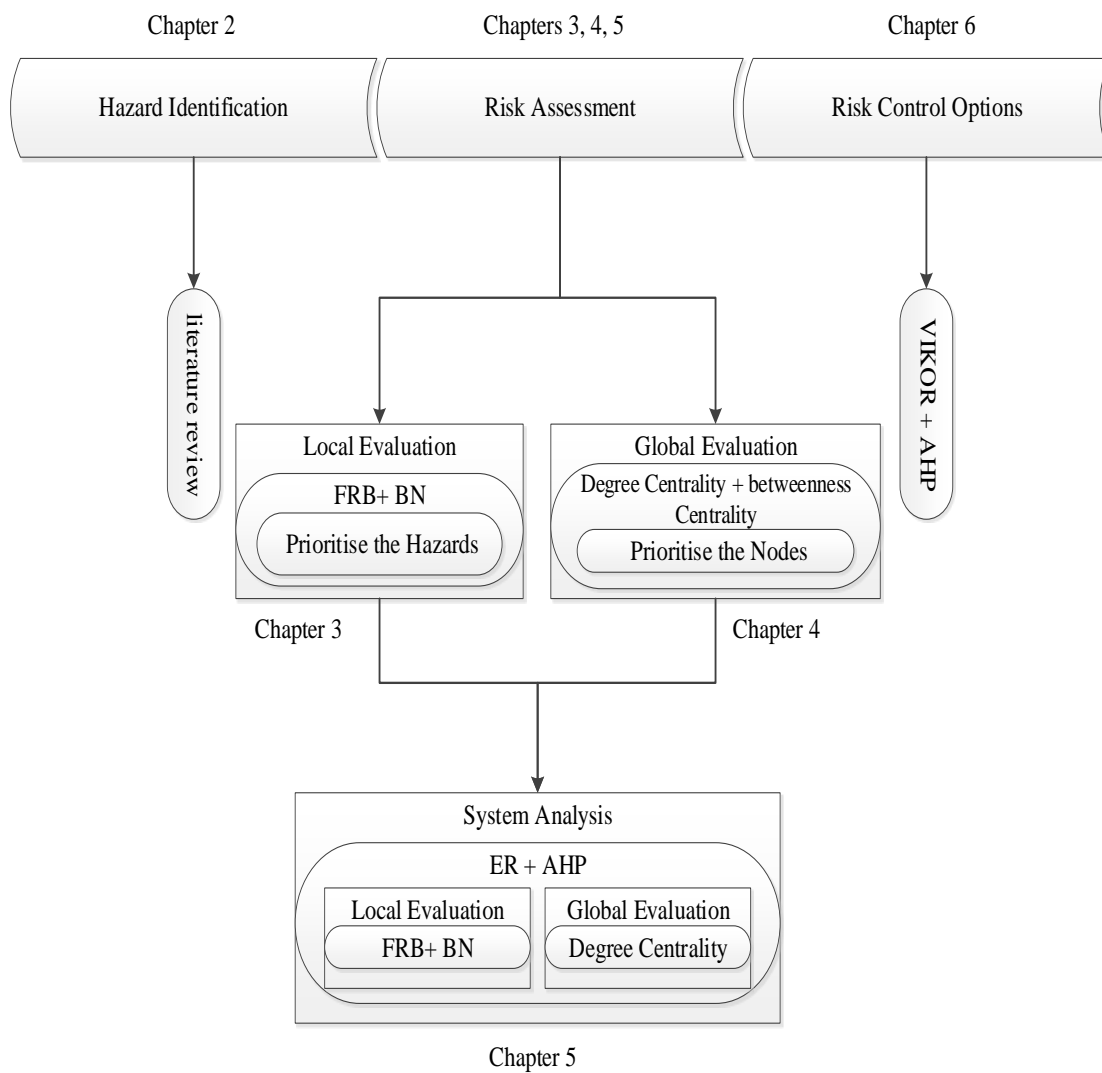 Chapter 2
Chapters 3, 4, 5
Chapter 6
Hazard Identification
Risk Assessment
Risk Control Options
literature review
VIKOR + AHP
Local Evaluation
FRB+ BN
Prioritise the Hazards
Chapter 3
Global Evaluation
Degree Centrality + betweenness
Centrality
Prioritise the Nodes
Chapter 4
System Analysis
ER + AHP
Local Evaluation
FRB+ BN
Global Evaluation
Degree Centrality
Chapter 5